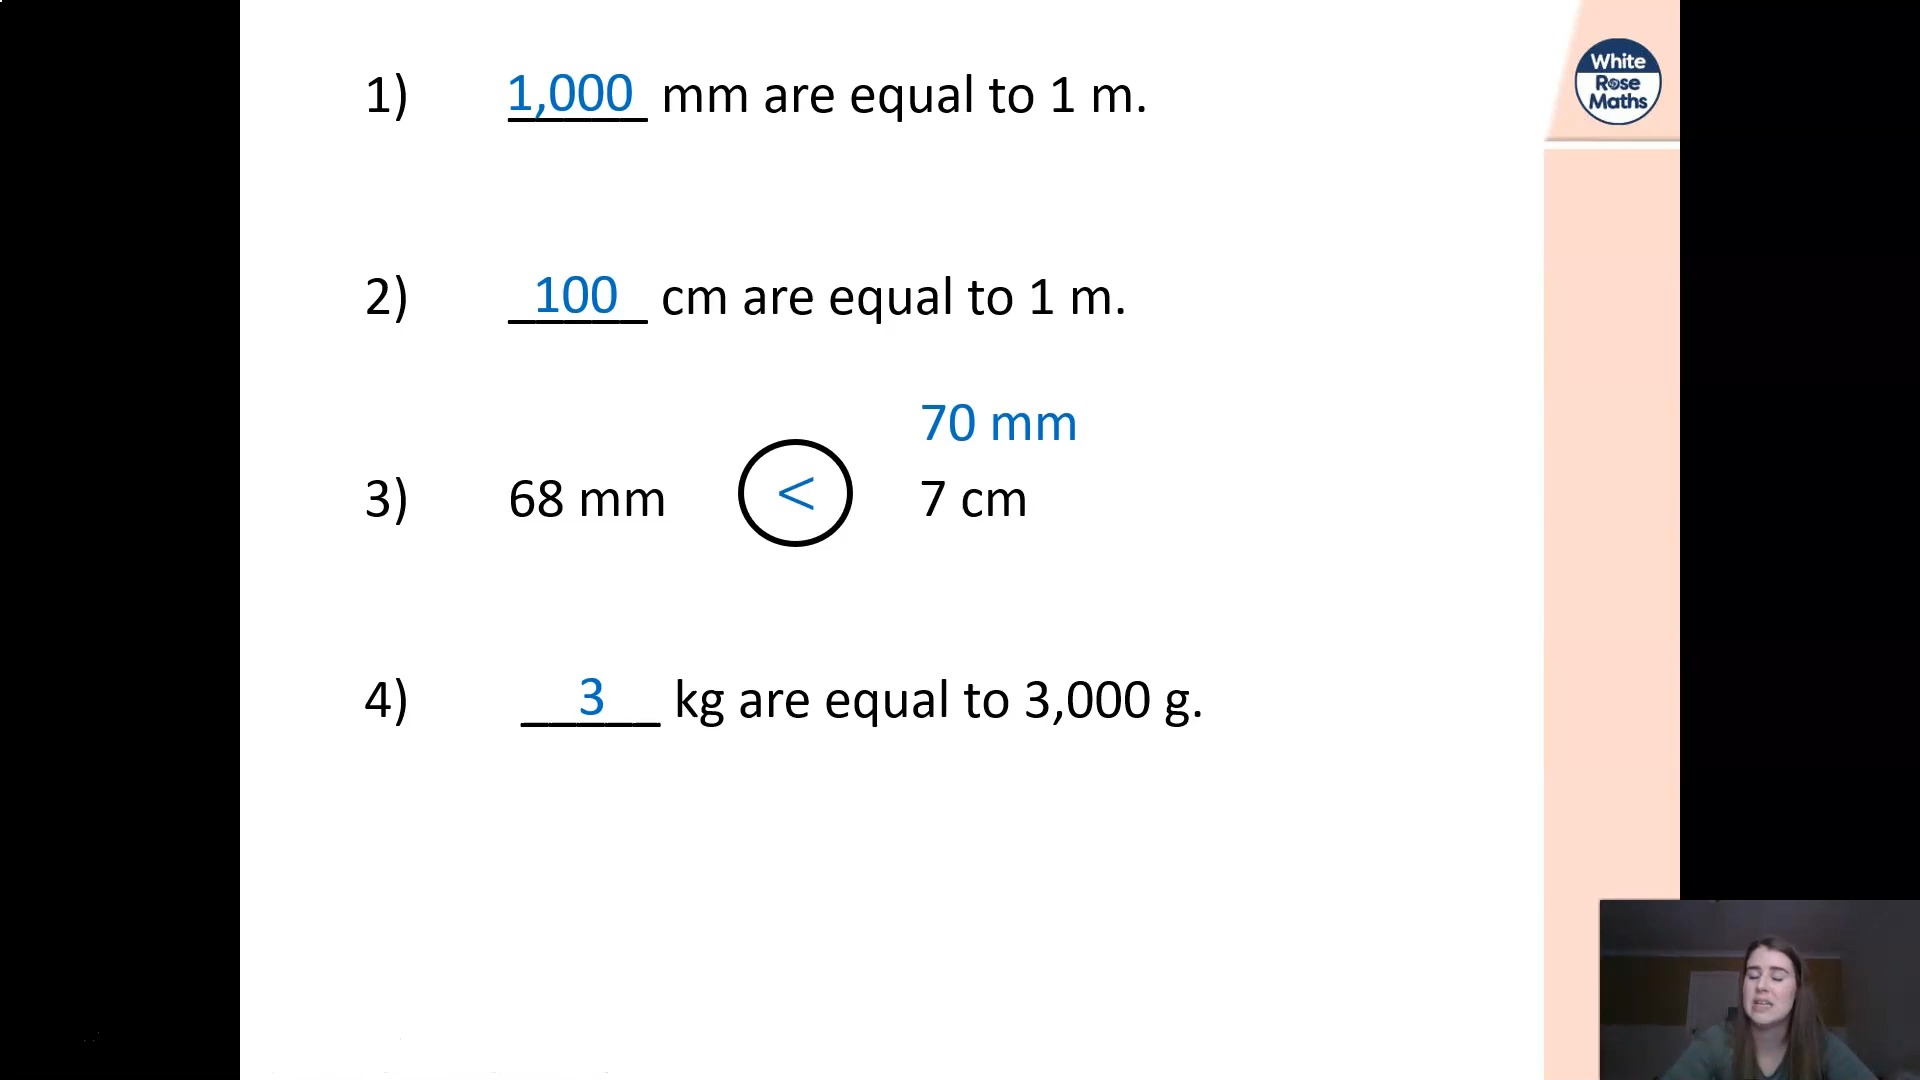 1) 1,000 mm are equal to 1 m.
2) 100 cm are equal to 1 m.
70 mm
3) 68 mm < 7 cm
4) 3 kg are equal to 3,000 g.
White
Rose
Maths